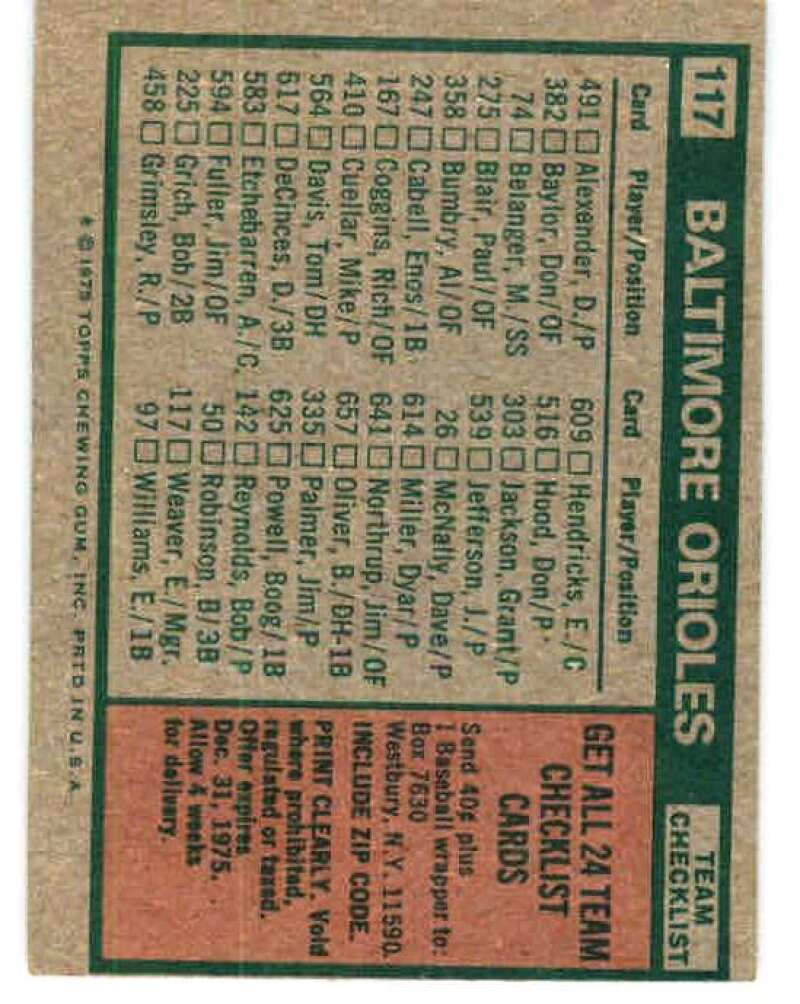 117 BALTIMORE ORIOLES TEAM CHECKLIST
Card Player/Position Card Player/Position
491 □ Alexander, D./P
382 □ Baylor, Don/OF
74 □ Belanger, M./SS
275 □ Blair, Paul/OF
358 □ Bumbry, Al/OF
247 □ Cabell, Enos/1B
167 □ Coggins, Rich/OF
410 □ Cuellar, Mike/P
564 □ Davis, Tom/DH
617 □ DeCinces, D./3B
583 □ Etchebarren, A./C
594 □ Fuller, Jim/OF
225 □ Grich, Bob/2B
458 □ Grimsley, R./P
609 □ Hendricks, E./C
516 □ Hood, Don/P
303 □ Jackson, Grant/P
539 □ Jefferson, J./P
26 □ McNally, Dave/P
614 □ Miller, Dyar/P
641 □ Northrup, Jim/OF
657 □ Oliver, B./DH-1B
335 □ Palmer, Jim/P
625 □ Powell, Boog/1B
142 □ Reynolds, Bob/P
50 □ Robinson, B/3B
117 □ Weaver, E./Mgr.
97 □ Williams, E./1B
GET ALL 24 TEAM
CHECKLIST
CARDS
Send 40¢ plus
1 Baseball wrapper to:
Box 7630
Westbury, N.Y. 11590
INCLUDE ZIP CODE.
PRINT CLEARLY. Void
where prohibited,
regulated or taxed.
Offer expires
Dec. 31, 1975.
Allow 4 weeks
for delivery.
* © 1975 TOPPS CHEWING GUM, INC. PRTD IN U.S.A.